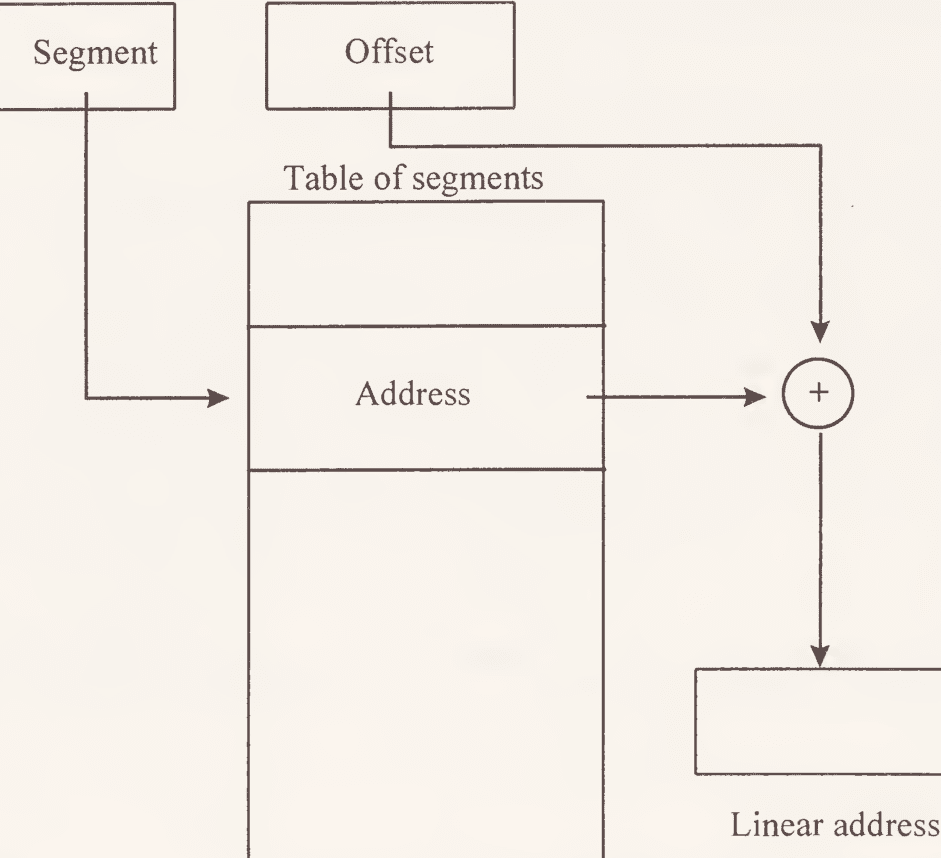 Segment
Offset
Table of segments
Address
+
Linear address